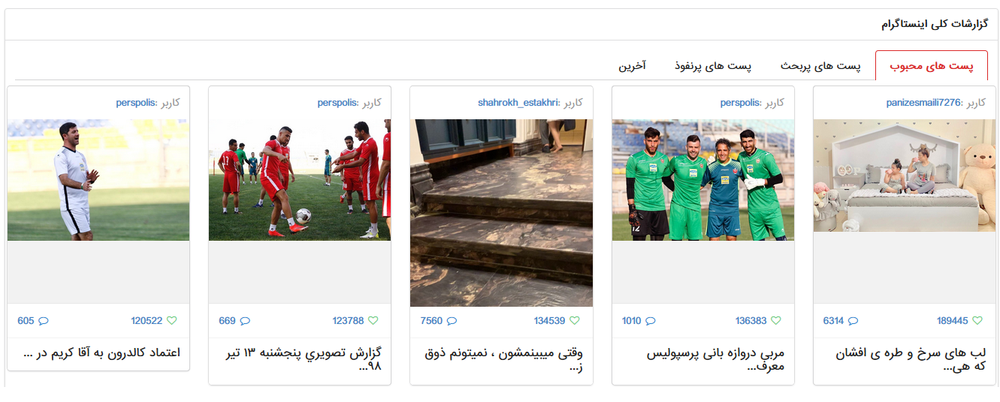 گزارشات کلی اینستاگرام
پست های محبوب
پست های پربحث
پست های پرنفوذ
آخرین
کاربر :panizesmaili7276
189445
6314
لب های سرخ و طره ی افشان
که هی...
کاربر :perspolis
136383
1010
مربی دروازه بانی پرسپولیس
معرف...
کاربر :shahrokh_estakhri
134539
7560
وقتی میبینمشون ، نمیتونم ذوق
ز...
کاربر :perspolis
123788
669
گزارش تصويري پنجشنبه ۱۳ تیر
۹۸...
کاربر :perspolis
120522
605
اعتماد کالدرون به آقا کریم در ...